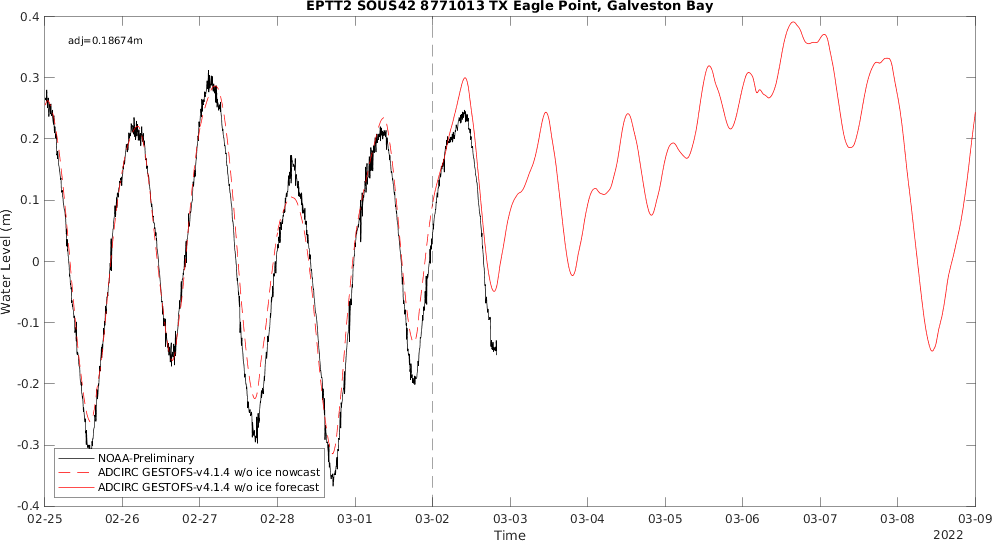 EPTT2 SOUS42 8771013 TX Eagle Point, Galveston Bay
adj=0.18674m
0.4
0.3
0.2
0.1
0
-0.1
-0.2
-0.3
-0.4
Water Level (m)
NOAA-Preliminary
ADCIRC GESTOFS-v4.1.4 w/o ice nowcast
ADCIRC GESTOFS-v4.1.4 w/o ice forecast
02-25 02-26 02-27 02-28 03-01 03-02 03-03 03-04 03-05 03-06 03-07 03-08 03-09
Time
2022